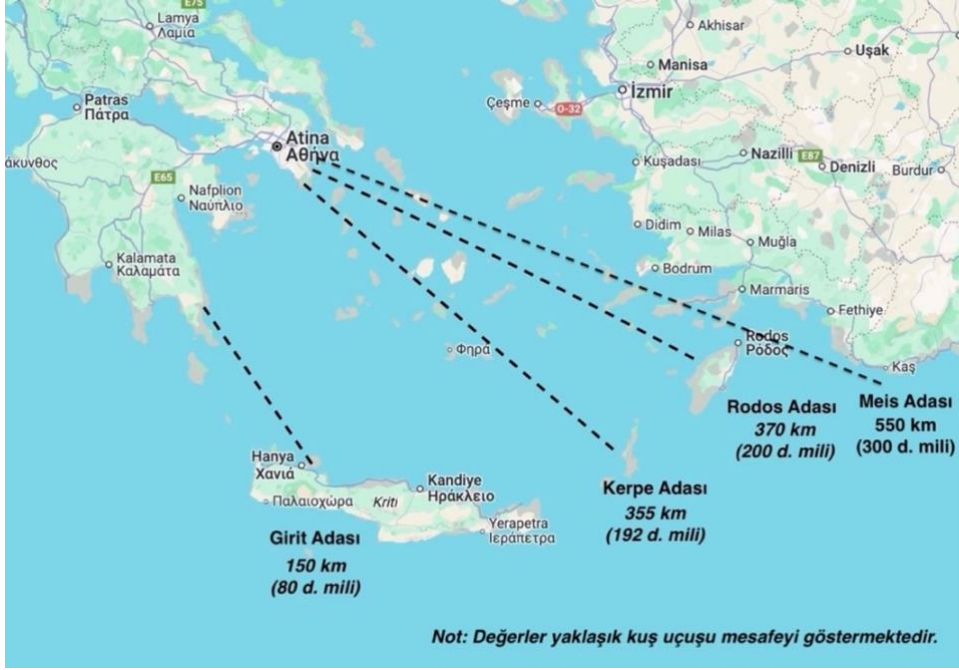 E75
Lamya
Λαμία
Akhisar
Uşak
Manisa
İzmir
Çeşme
O-32
Patras
Πάτρα
Atina
Αθήνα
άκυνθος
E65
Kuşadası
Nazilli
E87
Denizli
Burdur
Nafplion
Ναύπλιο
Didim
Milas
Muğla
Kalamata
Καλαμάτα
Bodrum
Marmaris
Fethiye
Φηρά
Rodos
Ρόδος
Kaş
Rodos Adası
370 km
(200 d. mili)
Meis Adası
550 km
(300 d. mili)
Hanya
Χανιά
Παλαιοχώρα
Kriti
Kandiye
Ηράκλειο
Yerapetra
Ιεράπετρα
Kerpe Adası
355 km
(192 d. mili)
Girit Adası
150 km
(80 d. mili)
Not: Değerler yaklaşık kuş uçuşu mesafeyi göstermektedir.